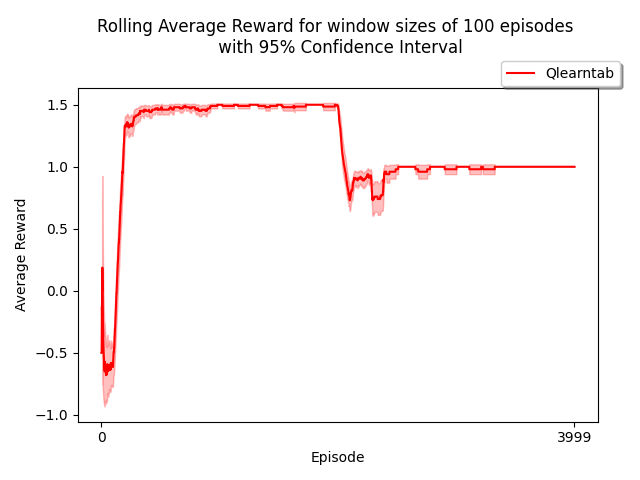 Rolling Average Reward for window sizes of 100 episodes
with 95% Confidence Interval
Qlearntab
1.5
1.0
0.5
0.0
−0.5
−1.0
Average Reward
0
3999
Episode